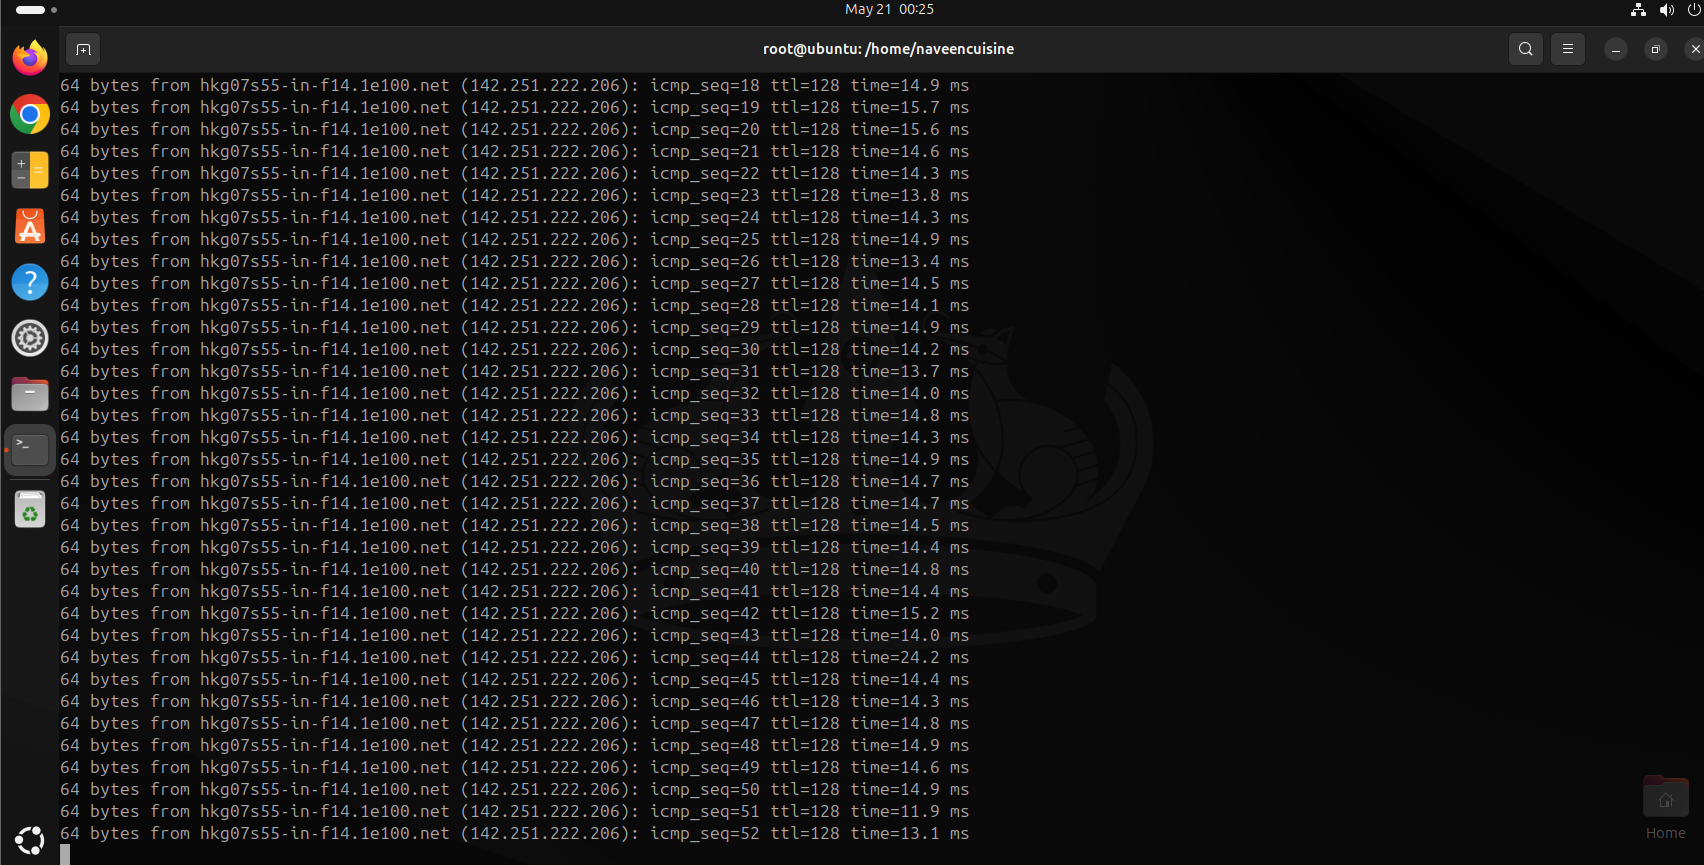 May 21 00:25
root@ubuntu: /home/naveencuisine
64 bytes from hkg07s55-in-f14.1e100.net (142.251.222.206): icmp_seq=18 ttl=128 time=14.9 ms
64 bytes from hkg07s55-in-f14.1e100.net (142.251.222.206): icmp_seq=19 ttl=128 time=15.7 ms
64 bytes from hkg07s55-in-f14.1e100.net (142.251.222.206): icmp_seq=20 ttl=128 time=15.6 ms
64 bytes from hkg07s55-in-f14.1e100.net (142.251.222.206): icmp_seq=21 ttl=128 time=14.6 ms
64 bytes from hkg07s55-in-f14.1e100.net (142.251.222.206): icmp_seq=22 ttl=128 time=14.3 ms
64 bytes from hkg07s55-in-f14.1e100.net (142.251.222.206): icmp_seq=23 ttl=128 time=13.8 ms
64 bytes from hkg07s55-in-f14.1e100.net (142.251.222.206): icmp_seq=24 ttl=128 time=14.3 ms
64 bytes from hkg07s55-in-f14.1e100.net (142.251.222.206): icmp_seq=25 ttl=128 time=14.9 ms
64 bytes from hkg07s55-in-f14.1e100.net (142.251.222.206): icmp_seq=26 ttl=128 time=13.4 ms
64 bytes from hkg07s55-in-f14.1e100.net (142.251.222.206): icmp_seq=27 ttl=128 time=14.5 ms
64 bytes from hkg07s55-in-f14.1e100.net (142.251.222.206): icmp_seq=28 ttl=128 time=14.1 ms
64 bytes from hkg07s55-in-f14.1e100.net (142.251.222.206): icmp_seq=29 ttl=128 time=14.9 ms
64 bytes from hkg07s55-in-f14.1e100.net (142.251.222.206): icmp_seq=30 ttl=128 time=14.2 ms
64 bytes from hkg07s55-in-f14.1e100.net (142.251.222.206): icmp_seq=31 ttl=128 time=13.7 ms
64 bytes from hkg07s55-in-f14.1e100.net (142.251.222.206): icmp_seq=32 ttl=128 time=14.0 ms
64 bytes from hkg07s55-in-f14.1e100.net (142.251.222.206): icmp_seq=33 ttl=128 time=14.8 ms
64 bytes from hkg07s55-in-f14.1e100.net (142.251.222.206): icmp_seq=34 ttl=128 time=14.3 ms
64 bytes from hkg07s55-in-f14.1e100.net (142.251.222.206): icmp_seq=35 ttl=128 time=14.9 ms
64 bytes from hkg07s55-in-f14.1e100.net (142.251.222.206): icmp_seq=36 ttl=128 time=14.7 ms
64 bytes from hkg07s55-in-f14.1e100.net (142.251.222.206): icmp_seq=37 ttl=128 time=14.7 ms
64 bytes from hkg07s55-in-f14.1e100.net (142.251.222.206): icmp_seq=38 ttl=128 time=14.5 ms
64 bytes from hkg07s55-in-f14.1e100.net (142.251.222.206): icmp_seq=39 ttl=128 time=14.4 ms
64 bytes from hkg07s55-in-f14.1e100.net (142.251.222.206): icmp_seq=40 ttl=128 time=14.8 ms
64 bytes from hkg07s55-in-f14.1e100.net (142.251.222.206): icmp_seq=41 ttl=128 time=14.4 ms
64 bytes from hkg07s55-in-f14.1e100.net (142.251.222.206): icmp_seq=42 ttl=128 time=15.2 ms
64 bytes from hkg07s55-in-f14.1e100.net (142.251.222.206): icmp_seq=43 ttl=128 time=14.0 ms
64 bytes from hkg07s55-in-f14.1e100.net (142.251.222.206): icmp_seq=44 ttl=128 time=24.2 ms
64 bytes from hkg07s55-in-f14.1e100.net (142.251.222.206): icmp_seq=45 ttl=128 time=14.4 ms
64 bytes from hkg07s55-in-f14.1e100.net (142.251.222.206): icmp_seq=46 ttl=128 time=14.3 ms
64 bytes from hkg07s55-in-f14.1e100.net (142.251.222.206): icmp_seq=47 ttl=128 time=14.8 ms
64 bytes from hkg07s55-in-f14.1e100.net (142.251.222.206): icmp_seq=48 ttl=128 time=14.9 ms
64 bytes from hkg07s55-in-f14.1e100.net (142.251.222.206): icmp_seq=49 ttl=128 time=14.6 ms
64 bytes from hkg07s55-in-f14.1e100.net (142.251.222.206): icmp_seq=50 ttl=128 time=14.9 ms
64 bytes from hkg07s55-in-f14.1e100.net (142.251.222.206): icmp_seq=51 ttl=128 time=11.9 ms
64 bytes from hkg07s55-in-f14.1e100.net (142.251.222.206): icmp_seq=52 ttl=128 time=13.1 ms
Home